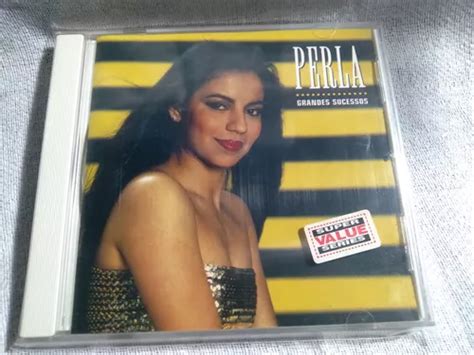 PERLA
GRANDES SUCESSOS
SUPER
VALUE
SERIES